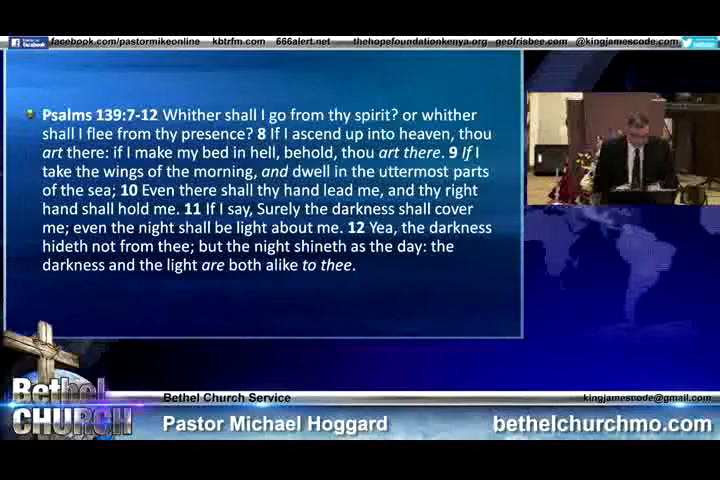 facebook.com/pastormikeonline kbtrfm.com 666alert.net thehopefoundationkenya.org geofrisbee.com @kingjamescode.com
Psalms 139:7-12 Whither shall I go from thy spirit? or whither
shall I flee from thy presence? 8 If I ascend up into heaven, thou
art there: if I make my bed in hell, behold, thou art there. 9 If I
take the wings of the morning, and dwell in the uttermost parts
of the sea; 10 Even there shall thy hand lead me, and thy right
hand shall hold me. 11 If I say, Surely the darkness shall cover
me; even the night shall be light about me. 12 Yea, the darkness
hideth not from thee; but the night shineth as the day: the
darkness and the light are both alike to thee.
Bethel
CHURCH
Bethel Church Service
kingjamescode@gmail.com
Pastor Michael Hoggard
bethelchurchmo.com